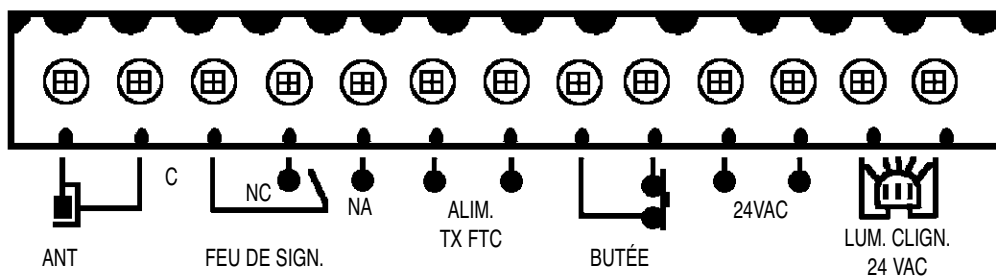 C
NC
NA
ANT
FEU DE SIGN.
ALIM.
TX FTC
BUTÉE
24VAC
LUM. CLIGN.
24 VAC